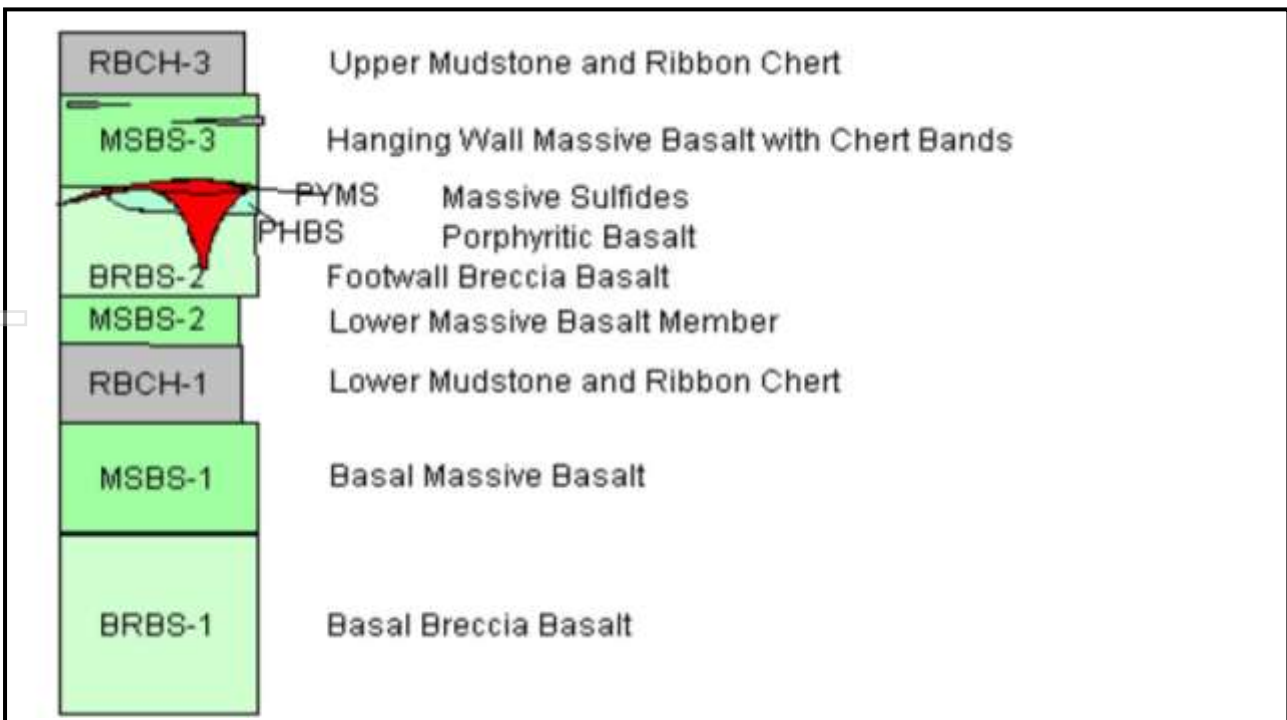 RBCH-3 Upper Mudstone and Ribbon Chert
MSBS-3 Hanging Wall Massive Basalt with Chert Bands
PYMS Massive Sulfides
PHBS Porphyritic Basalt
BRBS-2 Footwall Breccia Basalt
MSBS-2 Lower Massive Basalt Member
RBCH-1 Lower Mudstone and Ribbon Chert
MSBS-1 Basal Massive Basalt
BRBS-1 Basal Breccia Basalt